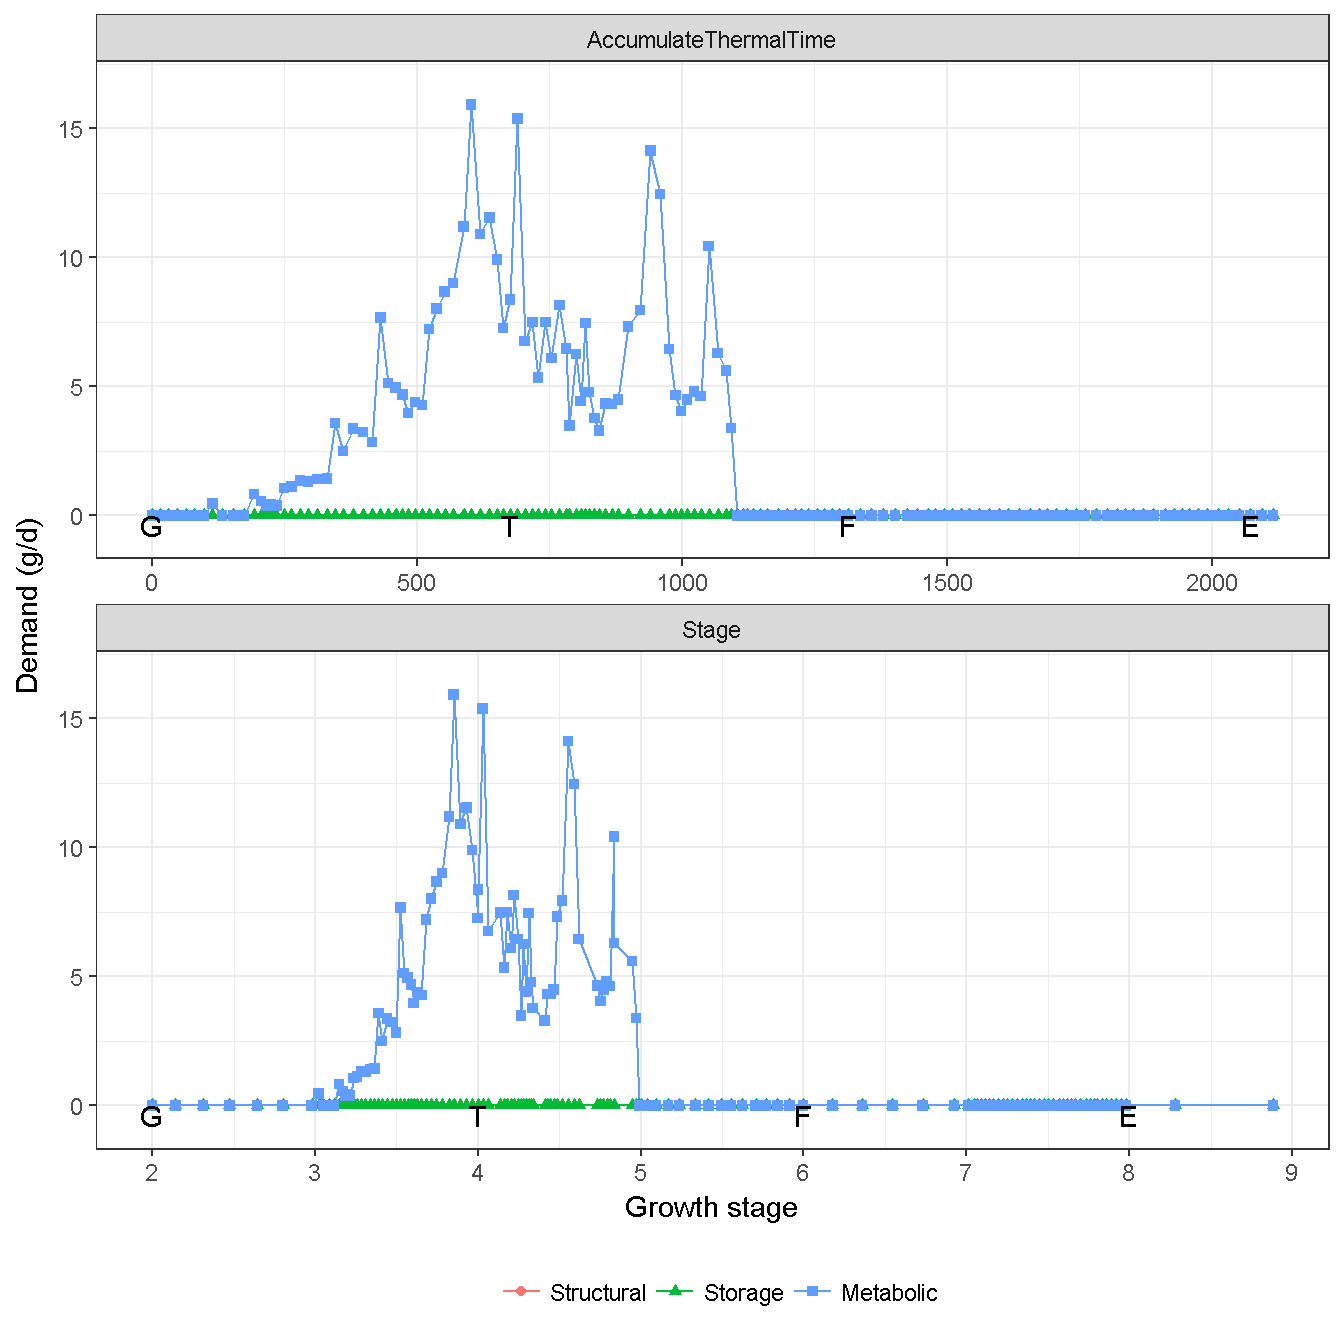 AccumulateThermalTime
15
10
5
0
G T F E
0 500 1000 1500 2000
Demand (g/d)
Stage
15
10
5
0
G T F E
2 3 4 5 6 7 8 9
Growth stage
Structural Storage Metabolic